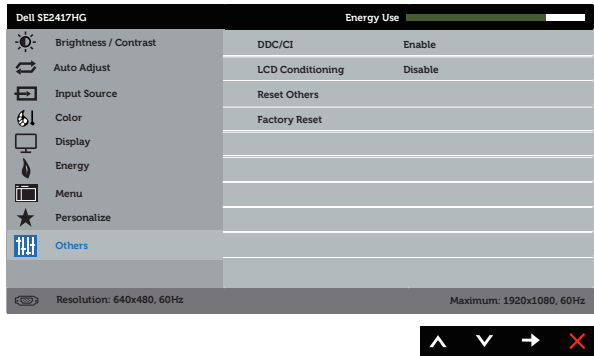 Dell SE2417HG Energy Use
Brightness / Contrast
Auto Adjust
Input Source
Color
Display
Energy
Menu
Personalize
Others
DDC/CI Enable
LCD Conditioning Disable
Reset Others
Factory Reset
Resolution: 640x480, 60Hz Maximum: 1920x1080, 60Hz